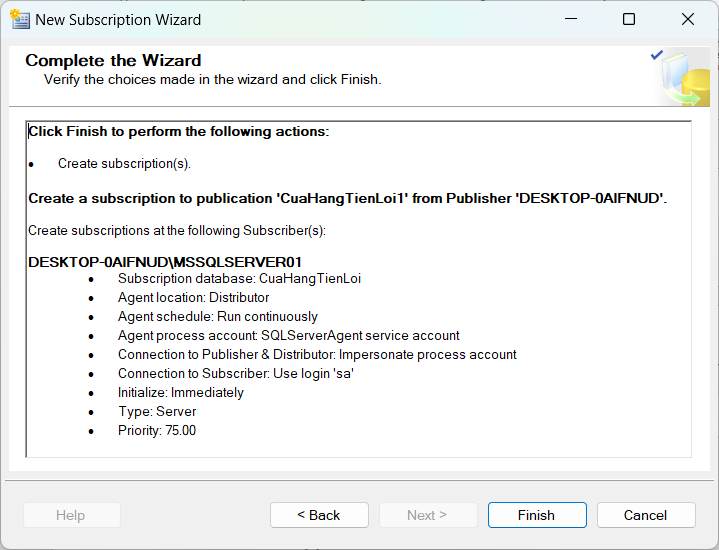 New Subscription Wizard
Complete the Wizard
Verify the choices made in the wizard and click Finish.
Click Finish to perform the following actions:
• Create subscription(s).
Create a subscription to publication 'CuaHangTienLoi1' from Publisher 'DESKTOP-0AIFNUD'.
Create subscriptions at the following Subscriber(s):
DESKTOP-0AIFNUD\MSSQLSERVER01
• Subscription database: CuaHangTienLoi
• Agent location: Distributor
• Agent schedule: Run continuously
• Agent process account: SQLServerAgent service account
• Connection to Publisher & Distributor: Impersonate process account
• Connection to Subscriber: Use login 'sa'
• Initialize: Immediately
• Type: Server
• Priority: 75.00
Help
< Back
Next >
Finish
Cancel